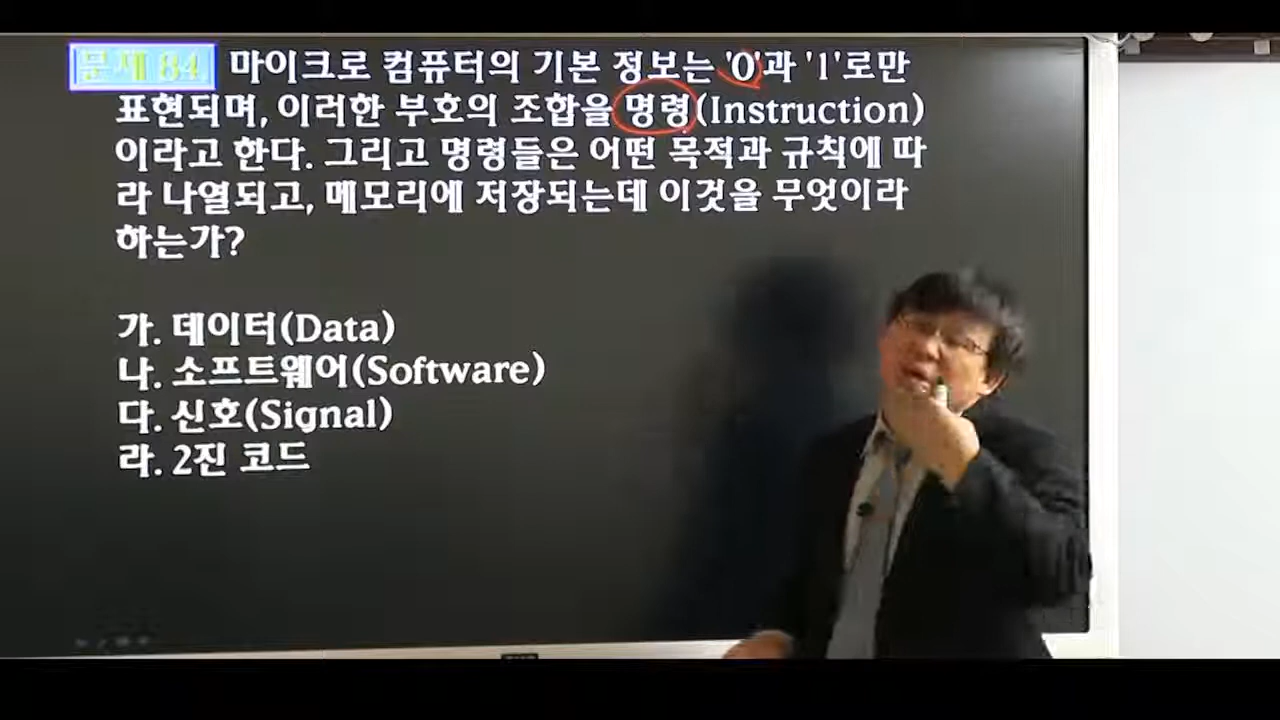 문제 84. 마이크로 컴퓨터의 기본 정보는 '0'과 '1'로만
표현되며, 이러한 부호의 조합을 명령(Instruction)
이라고 한다. 그리고 명령들은 어떤 목적과 규칙에 따
라 나열되고, 메모리에 저장되는데 이것을 무엇이라
하는가?
가. 데이터(Data)
나. 소프트웨어(Software)
다. 신호(Signal)
라. 2진 코드